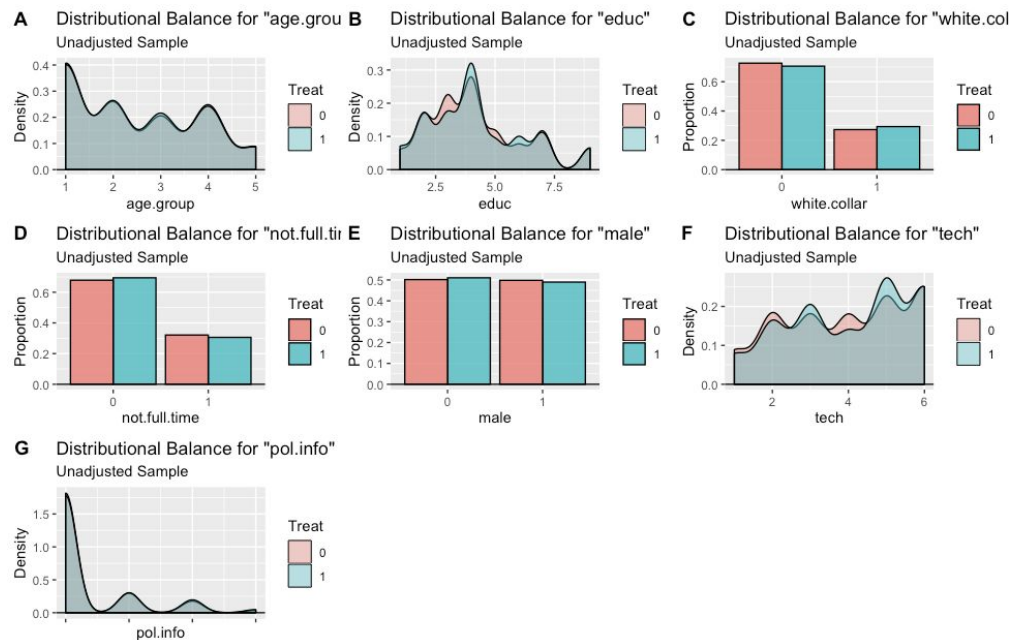 A Distributional Balance for "age.grou
Unadjusted Sample
0.4
0.3
0.2
0.1
0.0
Density
1 2 3 4 5
age.group
Treat
0
1
B Distributional Balance for "educ"
Unadjusted Sample
0.3
0.2
0.1
0.0
Density
2.5 5.0 7.5
educ
Treat
0
1
C Distributional Balance for "white.col
Unadjusted Sample
0.6
0.4
0.2
0.0
Proportion
0 1
white.collar
Treat
0
1
D Distributional Balance for "not.full.tir
Unadjusted Sample
0.6
0.4
0.2
0.0
Proportion
0 1
not.full.time
Treat
0
1
E Distributional Balance for "male"
Unadjusted Sample
0.5
0.4
0.3
0.2
0.1
0.0
Proportion
0 1
male
Treat
0
1
F Distributional Balance for "tech"
Unadjusted Sample
0.2
0.1
0.0
Density
2 4 6
tech
Treat
0
1
G Distributional Balance for "pol.info"
Unadjusted Sample
1.5
1.0
0.5
0.0
Density
pol.info
Treat
0
1